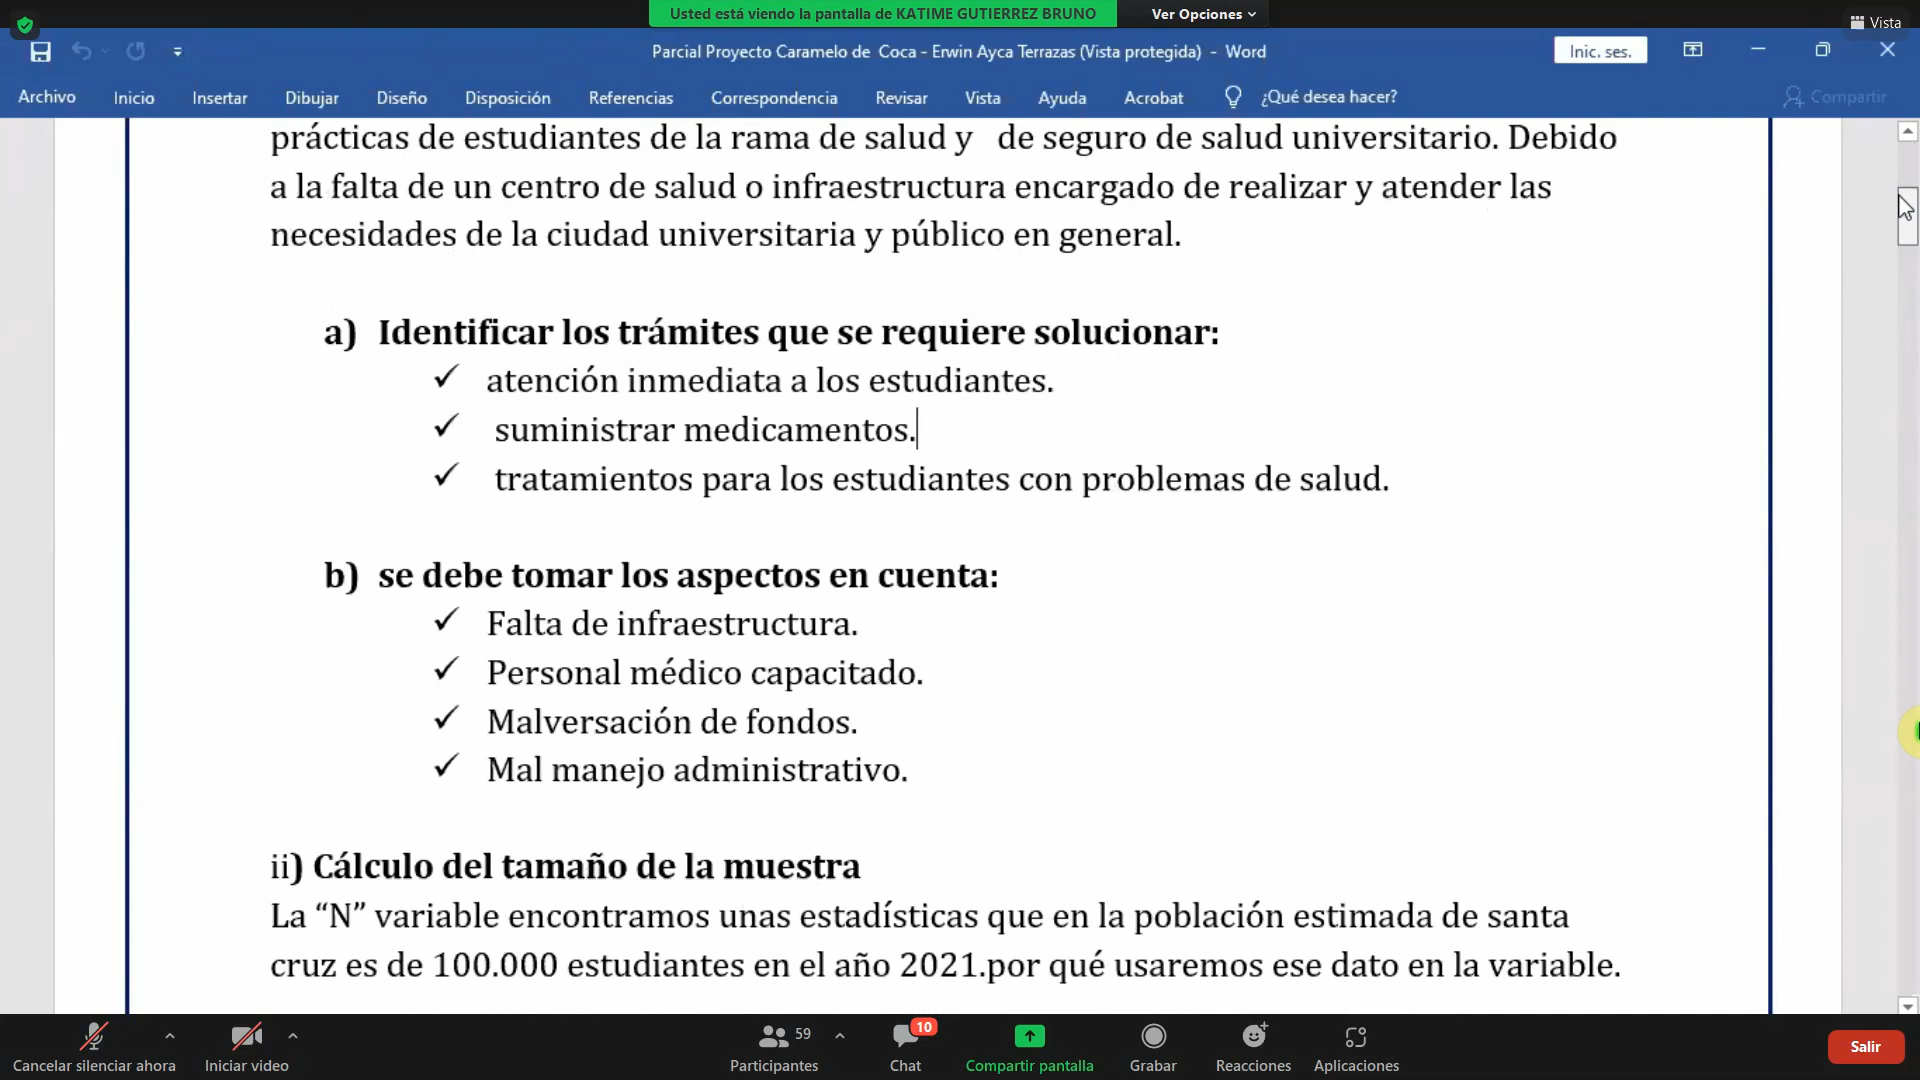 Usted está viendo la pantalla de KATIME GUTIERREZ BRUNO
Ver Opciones
Vista
Parcial Proyecto Caramelo de  Coca - Erwin Ayca Terrazas (Vista protegida)  -  Word
Inic. ses.
Archivo Inicio Insertar Dibujar Diseño Disposición Referencias Correspondencia Revisar Vista Ayuda Acrobat ¿Qué desea hacer? Compartir
prácticas de estudiantes de la rama de salud y  de seguro de salud universitario. Debido
a la falta de un centro de salud o infraestructura encargado de realizar y atender las
necesidades de la ciudad universitaria y público en general.
a) Identificar los trámites que se requiere solucionar:
✓ atención inmediata a los estudiantes.
✓ suministrar medicamentos.
✓ tratamientos para los estudiantes con problemas de salud.
b) se debe tomar los aspectos en cuenta:
✓ Falta de infraestructura.
✓ Personal médico capacitado.
✓ Malversación de fondos.
✓ Mal manejo administrativo.
ii) Cálculo del tamaño de la muestra
La “N” variable encontramos unas estadísticas que en la población estimada de santa
cruz es de 100.000 estudiantes en el año 2021.por qué usaremos ese dato en la variable.
59
10
Cancelar silenciar ahora Iniciar video Participantes Chat Compartir pantalla Grabar Reacciones Aplicaciones Salir